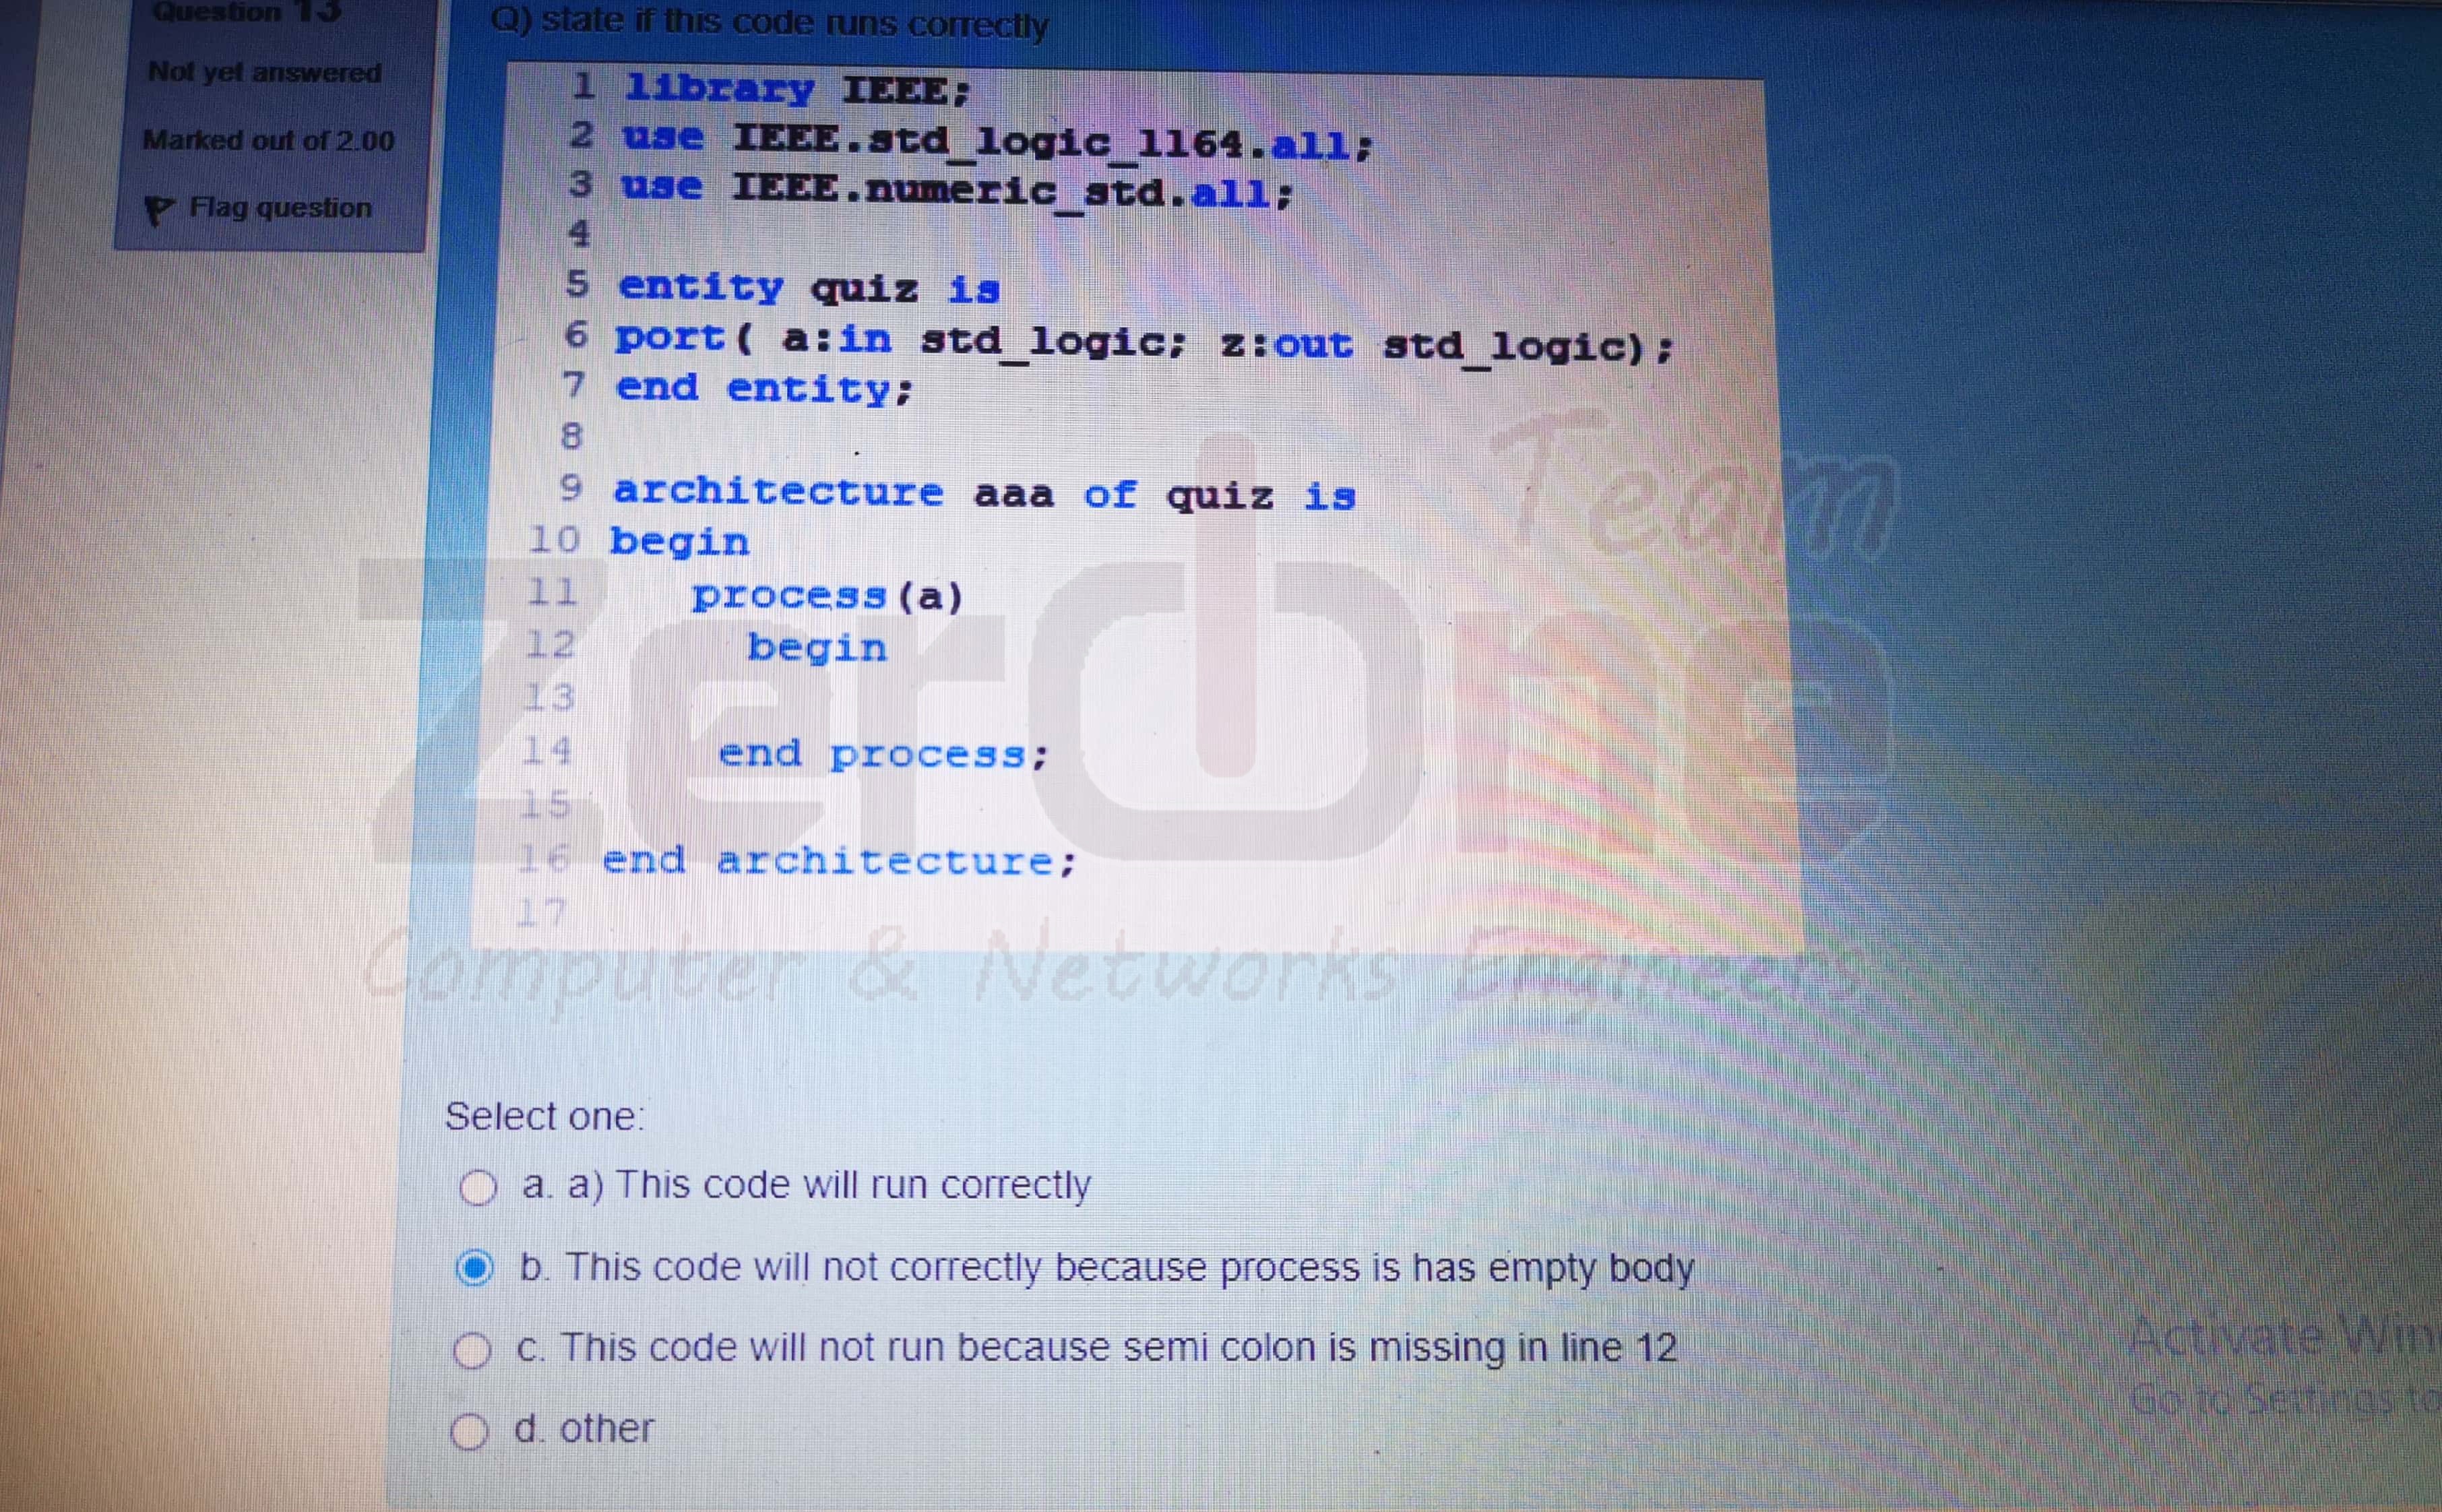 Question 13
Not yet answered
Marked out of 2.00
Flag question
Q) state if this code runs correctly
1 library IEEE;
2 use IEEE.std_logic_1164.all;
3 use IEEE.numeric_std.all;
4
5 entity quiz is
6 port( a:in std_logic; z:out std_logic);
7 end entity;
8
9 architecture aaa of quiz is
10 begin
11 process(a)
12 begin
13
14 end process;
15
16 end architecture;
17
Team
Zerone
Computer & Networks Engineers
Select one:
a. a) This code will run correctly
b. This code will not correctly because process is has empty body
c. This code will not run because semi colon is missing in line 12
d. other
Activate Win
Go to Settings to